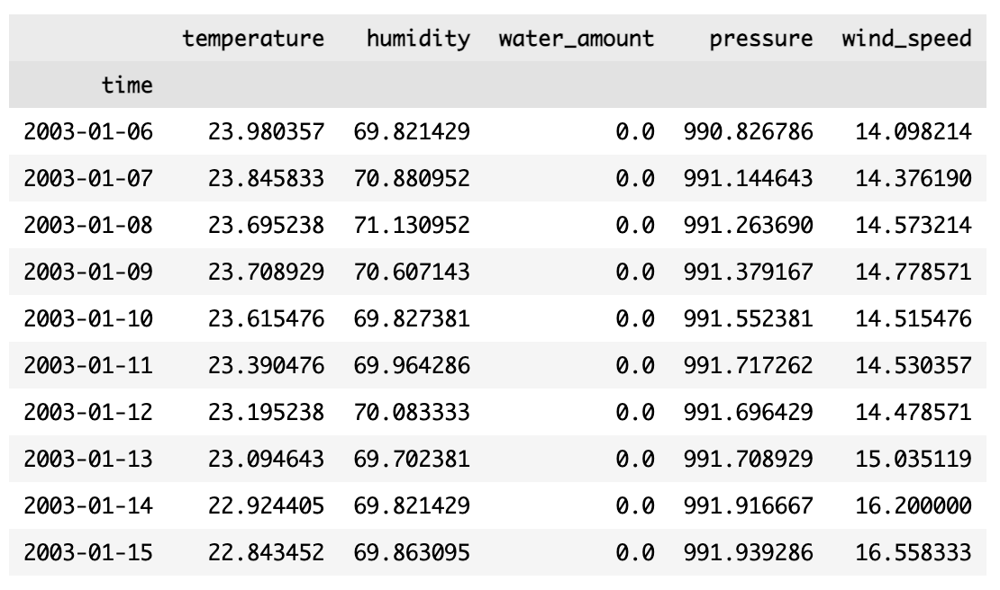 temperature humidity water_amount pressure wind_speed
time
2003-01-06 23.980357 69.821429 0.0 990.826786 14.098214
2003-01-07 23.845833 70.880952 0.0 991.144643 14.376190
2003-01-08 23.695238 71.130952 0.0 991.263690 14.573214
2003-01-09 23.708929 70.607143 0.0 991.379167 14.778571
2003-01-10 23.615476 69.827381 0.0 991.552381 14.515476
2003-01-11 23.390476 69.964286 0.0 991.717262 14.530357
2003-01-12 23.195238 70.083333 0.0 991.696429 14.478571
2003-01-13 23.094643 69.702381 0.0 991.708929 15.035119
2003-01-14 22.924405 69.821429 0.0 991.916667 16.200000
2003-01-15 22.843452 69.863095 0.0 991.939286 16.558333